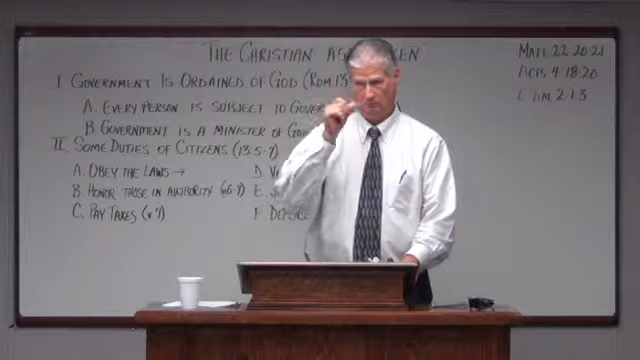 THE CHRISTIAN AS
MATT 22 20-21
I. GOVERNMENT IS ORDAINED OF GOD (ROM 13
ACTS 4 18-20
A. EVERY PERSON IS SUBJECT TO
I TIM 2 1-3
B GOVERNMENT IS A MINISTER OF
II. SOME DUTIES OF CITIZENS (13:5-7)
A. OBEY THE LAWS →
D.
B HONOR THOSE IN AUTHORITY
E.
C. PAY TAXES (v 7)
F. DEFENSE